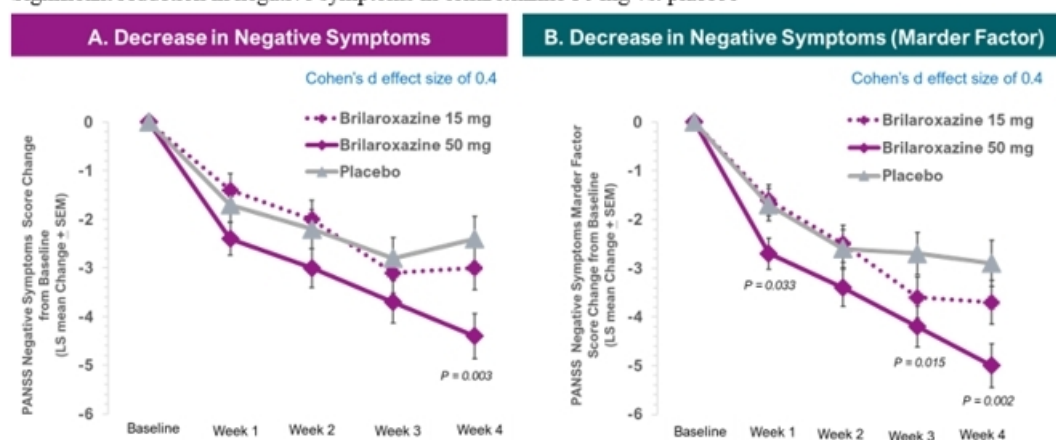 A. Decrease in Negative Symptoms
Cohen's d effect size of 0.4
Brilaroxazine 15 mg
Brilaroxazine 50 mg
Placebo
PANSS Negative Symptoms Score Change
from Baseline
(LS mean Change ± SEM)
0
-1
-2
-3
-4
-5
-6
P = 0.003
Baseline
Week 1
Week 2
Week 3
Week 4
B. Decrease in Negative Symptoms (Marder Factor)
Cohen's d effect size of 0.4
Brilaroxazine 15 mg
Brilaroxazine 50 mg
Placebo
PANSS Negative Symptoms Marder Factor
Score Change from Baseline
(LS mean Change ± SEM)
0
-1
-2
-3
-4
-5
-6
P = 0.033
P = 0.015
P = 0.002
Baseline
Week 1
Week 2
Week 3
Week 4